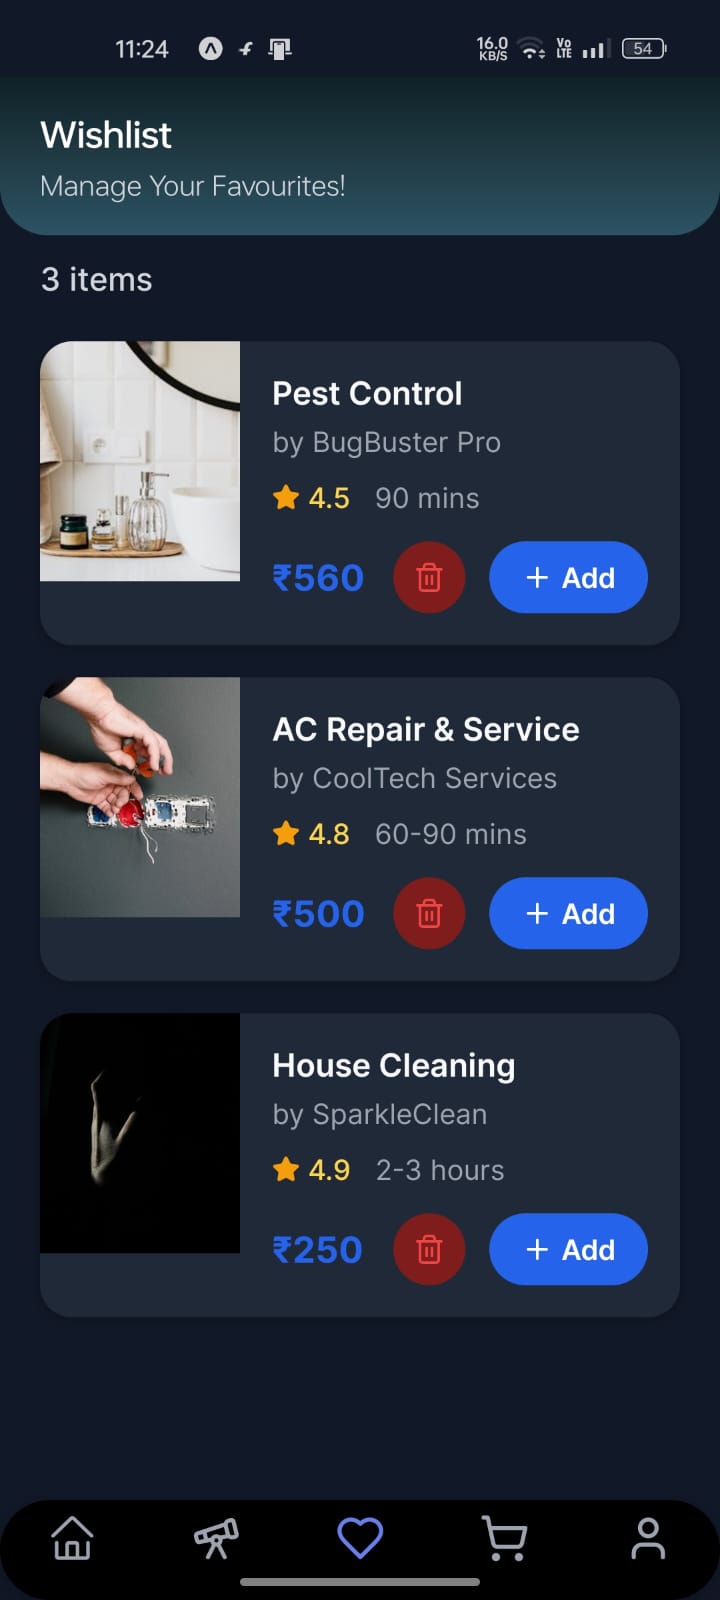 11:24
16.0 KB/S
Vo LTE
54
Wishlist
Manage Your Favourites!
3 items
Pest Control
by BugBuster Pro
4.5 90 mins
₹560 + Add
AC Repair & Service
by CoolTech Services
4.8 60-90 mins
₹500 + Add
House Cleaning
by SparkleClean
4.9 2-3 hours
₹250 + Add